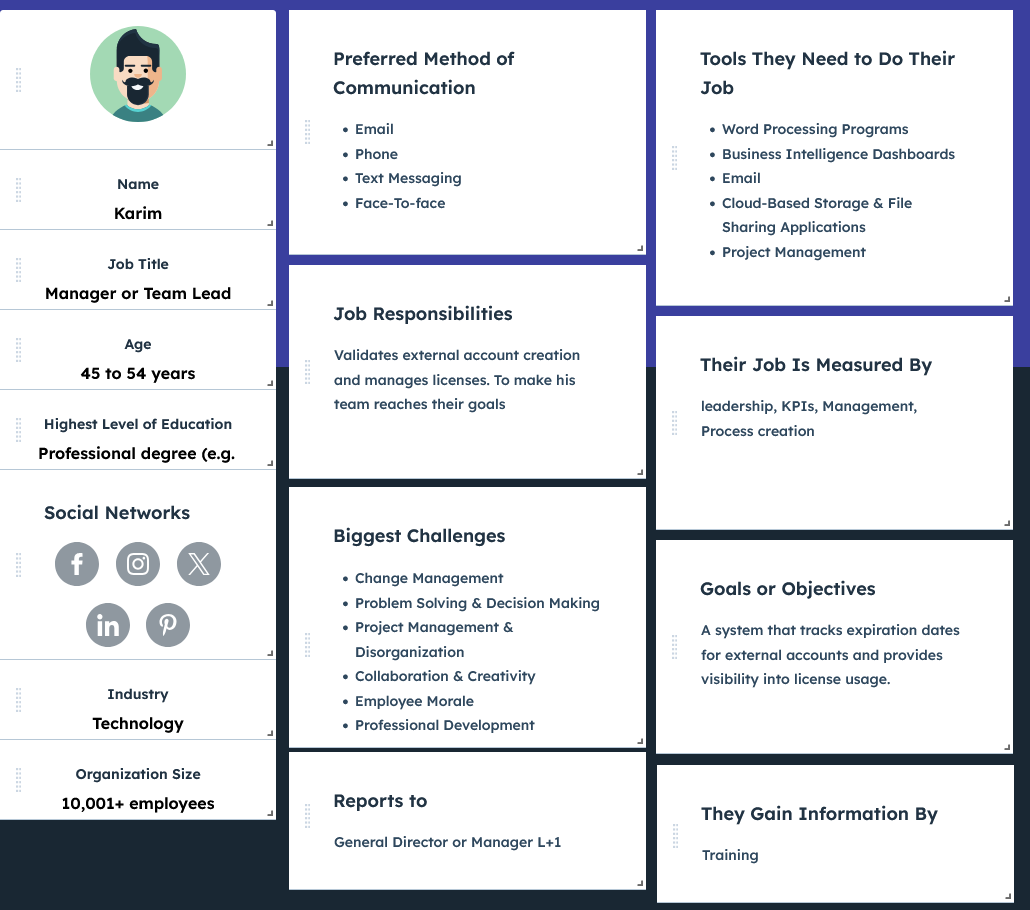 Name
Karim
Job Title
Manager or Team Lead
Age
45 to 54 years
Highest Level of Education
Professional degree (e.g.
Social Networks
Industry
Technology
Organization Size
10,001+ employees
Preferred Method of
Communication
• Email
• Phone
• Text Messaging
• Face-To-face
Job Responsibilities
Validates external account creation
and manages licenses. To make his
team reaches their goals
Biggest Challenges
• Change Management
• Problem Solving & Decision Making
• Project Management &
Disorganization
• Collaboration & Creativity
• Employee Morale
• Professional Development
Reports to
General Director or Manager L+1
Tools They Need to Do Their
Job
• Word Processing Programs
• Business Intelligence Dashboards
• Email
• Cloud-Based Storage & File
Sharing Applications
• Project Management
Their Job Is Measured By
leadership, KPIs, Management,
Process creation
Goals or Objectives
A system that tracks expiration dates
for external accounts and provides
visibility into license usage.
They Gain Information By
Training